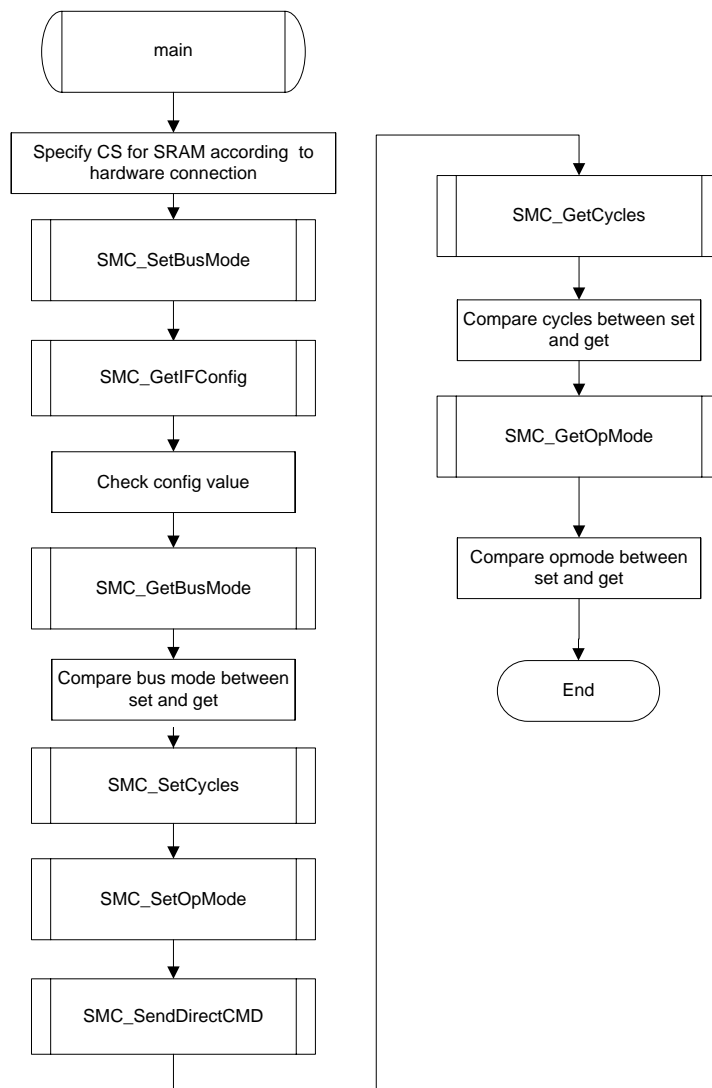 main
Specify CS for SRAM according  to
hardware connection
SMC_SetBusMode
SMC_GetIFConfig
Check config value
SMC_GetBusMode
Compare bus mode between
set and get
SMC_SetCycles
SMC_SetOpMode
SMC_SendDirectCMD
SMC_GetCycles
Compare cycles between set
and get
SMC_GetOpMode
Compare opmode between
set and get
End